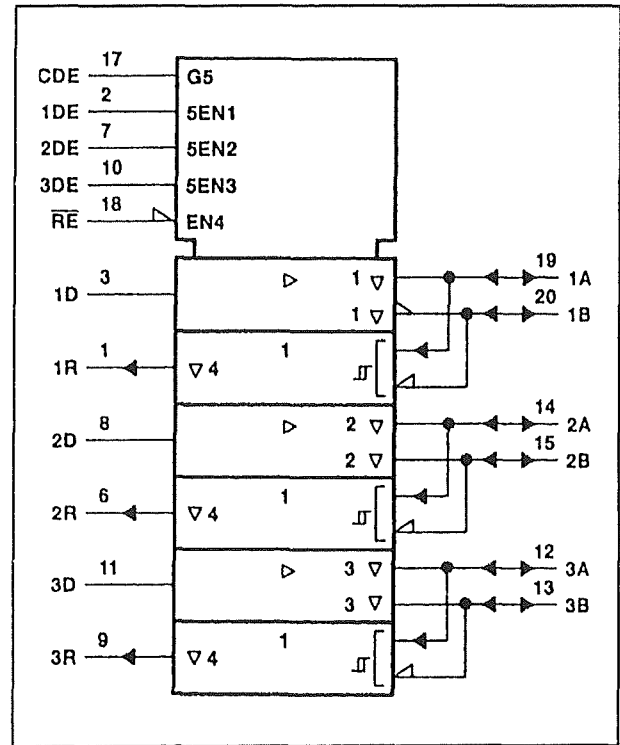 CDE 17 G5
1DE 2 5EN1
2DE 7 5EN2
3DE 10 5EN3
RE 18 EN4
1D 3 ▷ 1 ▽ 19 1A
1 ▽ 20 1B
1R 1 ▽ 4 1
2D 8 ▷ 2 ▽ 14 2A
2 ▽ 15 2B
2R 6 ▽ 4 1
3D 11 ▷ 3 ▽ 12 3A
3 ▽ 13 3B
3R 9 ▽ 4 1